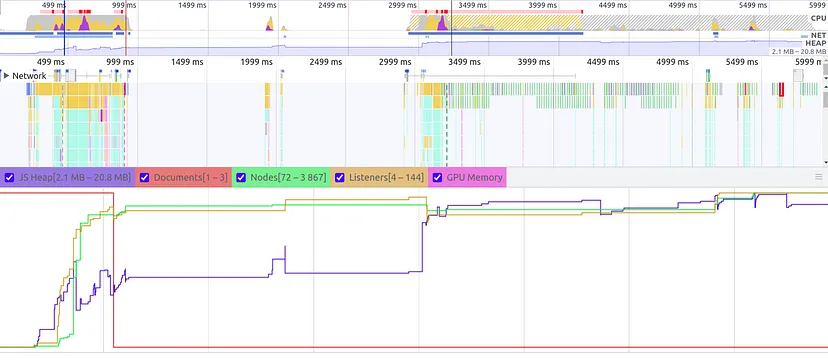 499 ms 999 ms 1499 ms 1999 ms 2499 ms 2999 ms 3499 ms 3999 ms 4499 ms 4999 ms 5499 ms 5999 m
CPU
NET
HEAP
2.1 MB – 20.8 MB
499 ms 999 ms 1499 ms 1999 ms 2499 ms 2999 ms 3499 ms 3999 ms 4499 ms 4999 ms 5499 ms 5999 r
▶ Network
JS Heap[2.1 MB – 20.8 MB] Documents[1 – 3] Nodes[72 – 3 867] Listeners[4 – 144] GPU Memory